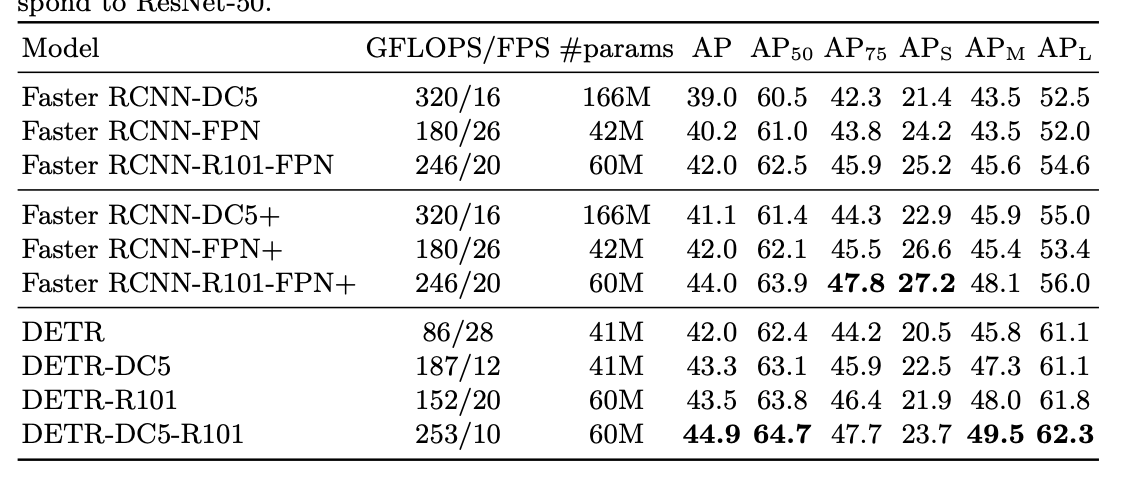 spond to ResNet-50.
Model GFLOPS/FPS #params AP AP50 AP75 APS APM APL
Faster RCNN-DC5 320/16 166M 39.0 60.5 42.3 21.4 43.5 52.5
Faster RCNN-FPN 180/26 42M 40.2 61.0 43.8 24.2 43.5 52.0
Faster RCNN-R101-FPN 246/20 60M 42.0 62.5 45.9 25.2 45.6 54.6
Faster RCNN-DC5+ 320/16 166M 41.1 61.4 44.3 22.9 45.9 55.0
Faster RCNN-FPN+ 180/26 42M 42.0 62.1 45.5 26.6 45.4 53.4
Faster RCNN-R101-FPN+ 246/20 60M 44.0 63.9 47.8 27.2 48.1 56.0
DETR 86/28 41M 42.0 62.4 44.2 20.5 45.8 61.1
DETR-DC5 187/12 41M 43.3 63.1 45.9 22.5 47.3 61.1
DETR-R101 152/20 60M 43.5 63.8 46.4 21.9 48.0 61.8
DETR-DC5-R101 253/10 60M 44.9 64.7 47.7 23.7 49.5 62.3